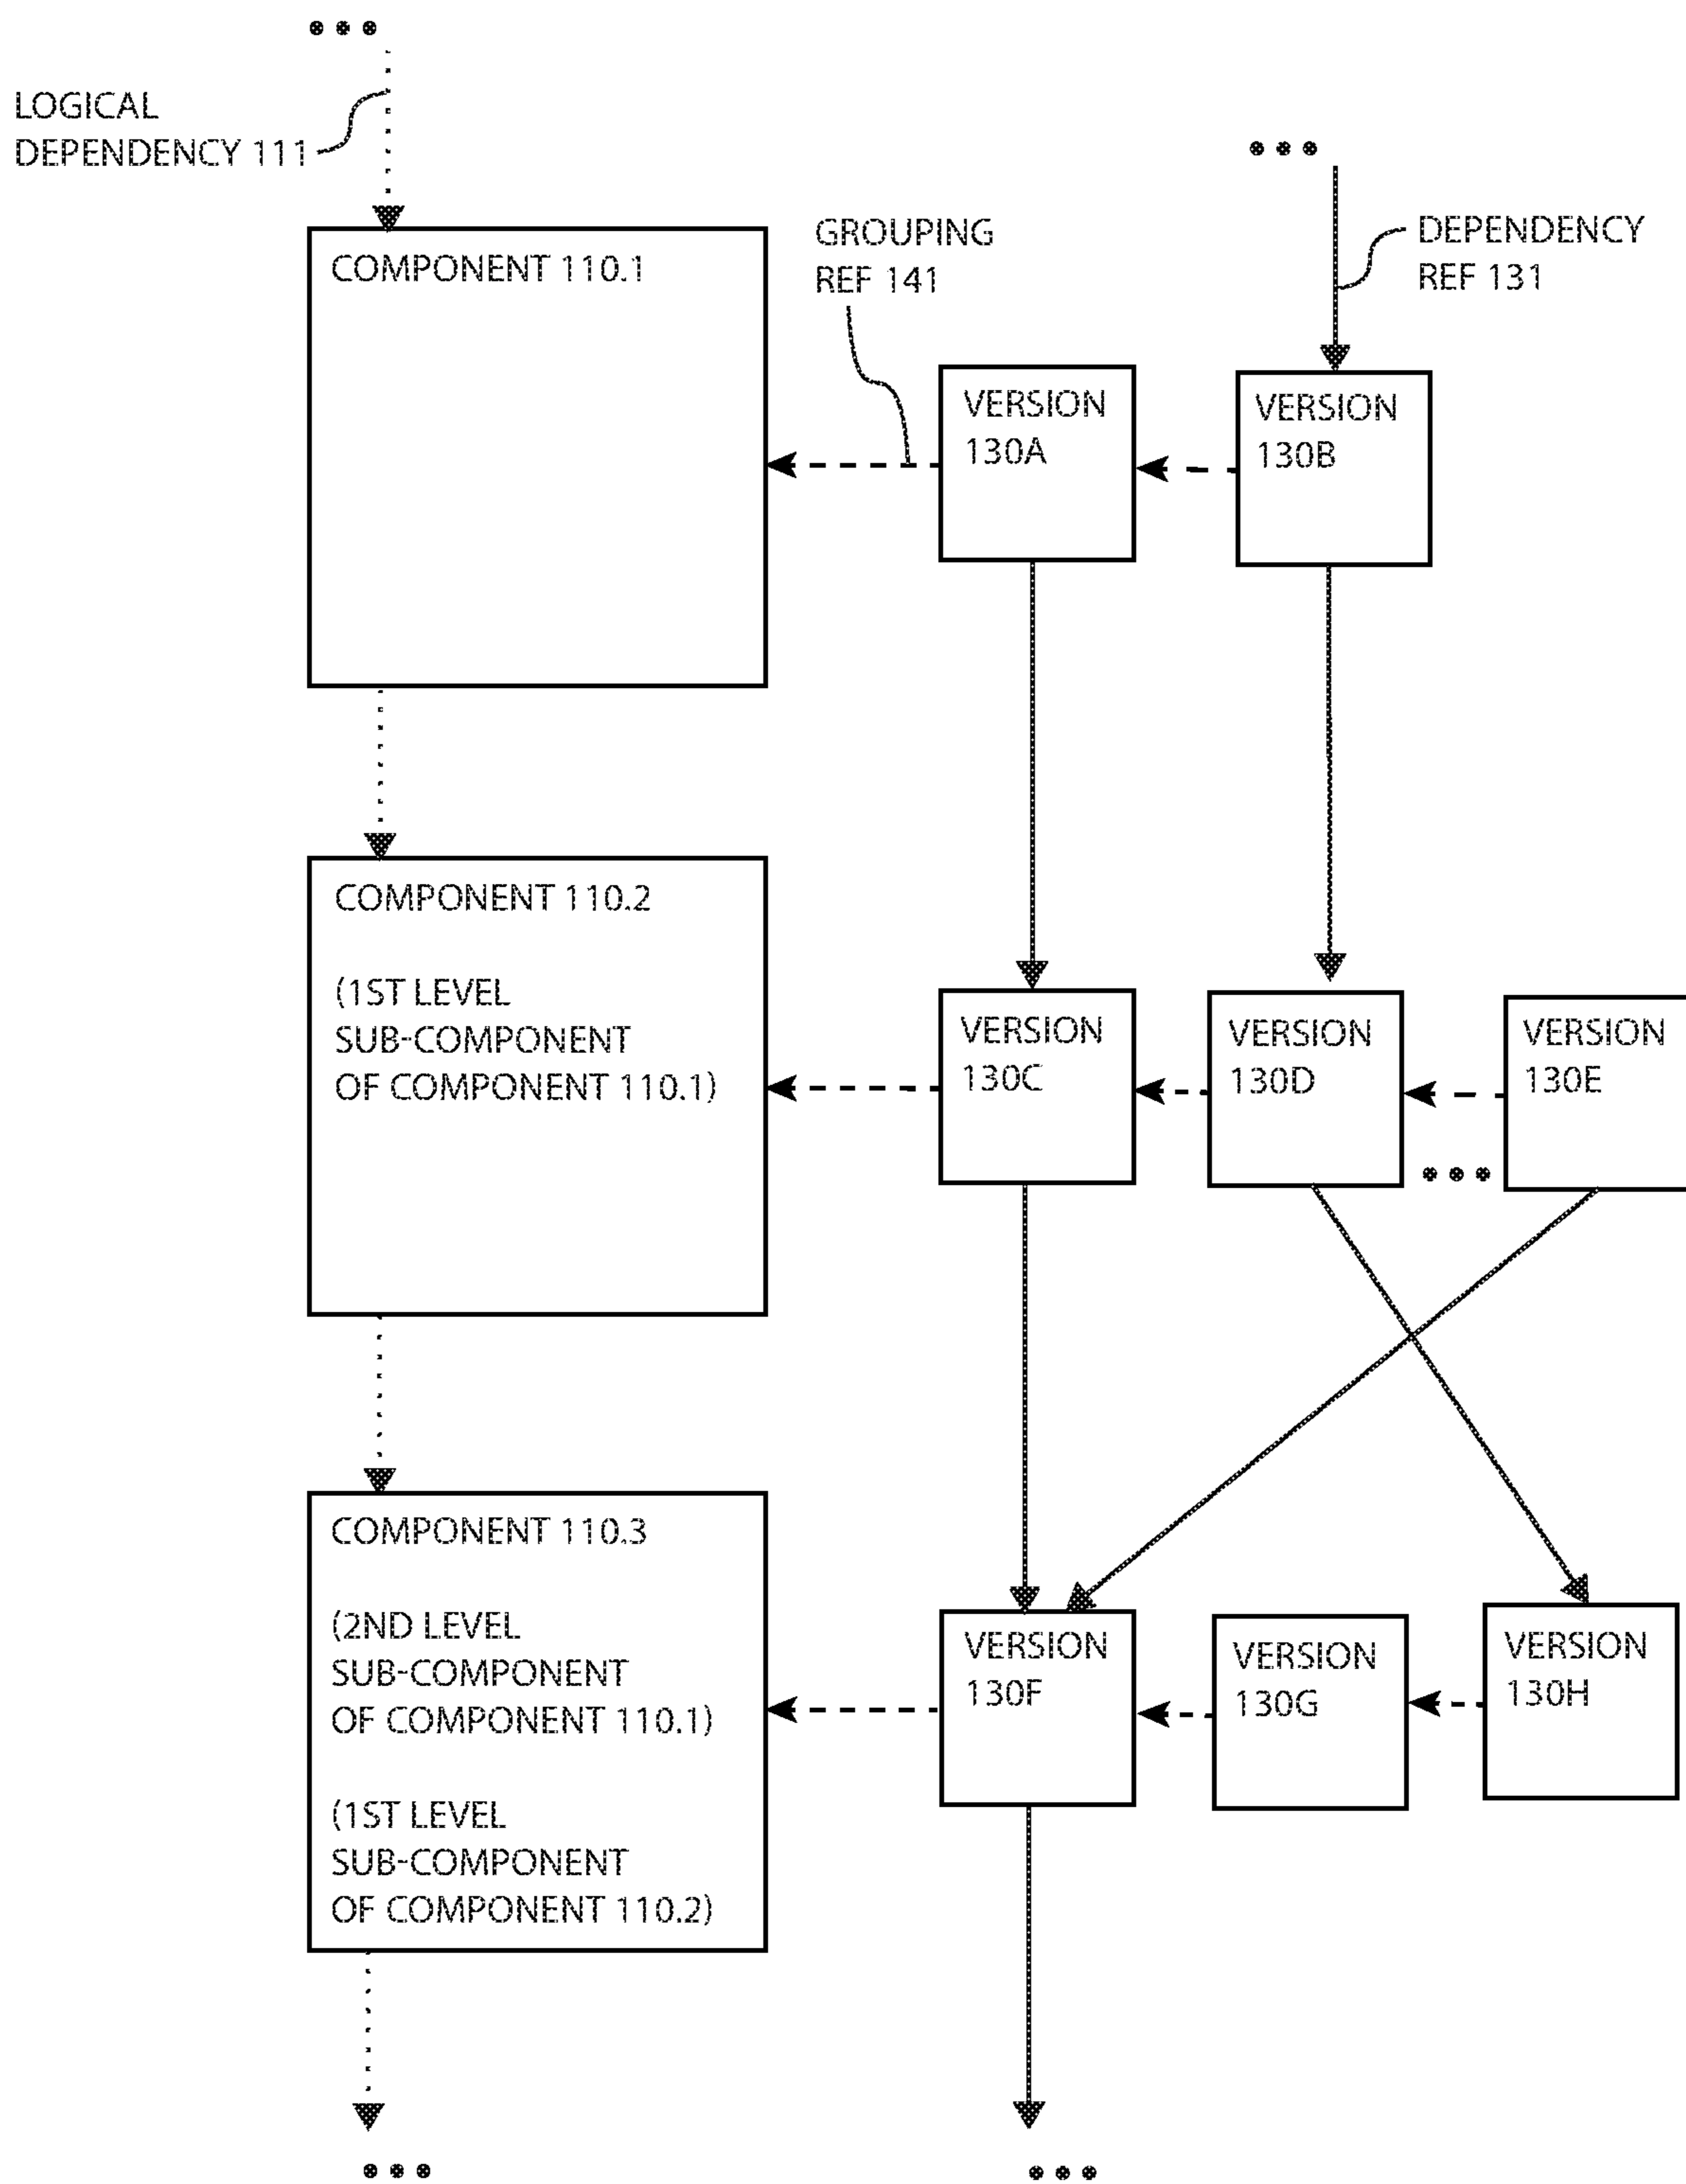 LOGICAL
DEPENDENCY 111
GROUPING
REF 141
DEPENDENCY
REF 131
COMPONENT 110.1
VERSION
130A
VERSION
130B
COMPONENT 110.2
(1ST LEVEL
SUB-COMPONENT
OF COMPONENT 110.1)
VERSION
130C
VERSION
130D
VERSION
130E
COMPONENT 110.3
(2ND LEVEL
SUB-COMPONENT
OF COMPONENT 110.1)
(1ST LEVEL
SUB-COMPONENT
OF COMPONENT 110.2)
VERSION
130F
VERSION
130G
VERSION
130H